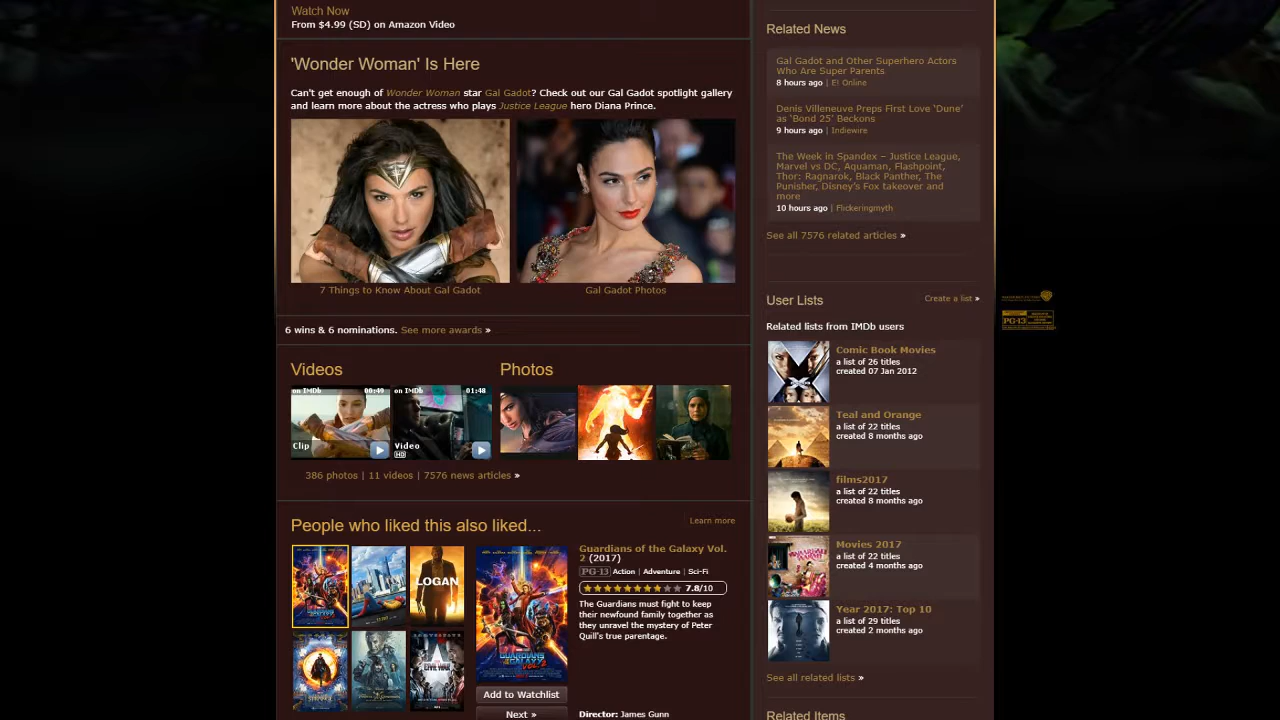 Watch Now
From $4.99 (SD) on Amazon Video
'Wonder Woman' Is Here
Can't get enough of Wonder Woman star Gal Gadot? Check out our Gal Gadot spotlight gallery
and learn more about the actress who plays Justice League hero Diana Prince.
7 Things to Know About Gal Gadot
Gal Gadot Photos
6 wins & 6 nominations. See more awards »
Videos
Photos
on IMDb 00:49
on IMDb 01:48
Clip
Video
HD
386 photos | 11 videos | 7576 news articles »
People who liked this also liked...
Learn more
LOGAN
Guardians of the Galaxy Vol.
2 (2017)
PG-13 Action | Adventure | Sci-Fi
7.8/10
The Guardians must fight to keep
their newfound family together as
they unravel the mystery of Peter
Quill's true parentage.
Add to Watchlist
Next »
Director: James Gunn
Related News
Gal Gadot and Other Superhero Actors
Who Are Super Parents
8 hours ago | E! Online
Denis Villeneuve Preps First Love 'Dune'
as 'Bond 25' Beckons
9 hours ago | Indiewire
The Week in Spandex – Justice League,
Marvel vs DC, Aquaman, Flashpoint,
Thor: Ragnarok, Black Panther, The
Punisher, Disney's Fox takeover and
more
10 hours ago | Flickeringmyth
See all 7576 related articles »
User Lists
Create a list »
Related lists from IMDb users
Comic Book Movies
a list of 26 titles
created 07 Jan 2012
Teal and Orange
a list of 22 titles
created 8 months ago
films2017
a list of 22 titles
created 8 months ago
Movies 2017
a list of 22 titles
created 4 months ago
Year 2017: Top 10
a list of 29 titles
created 2 months ago
See all related lists »
Related Items
PG-13